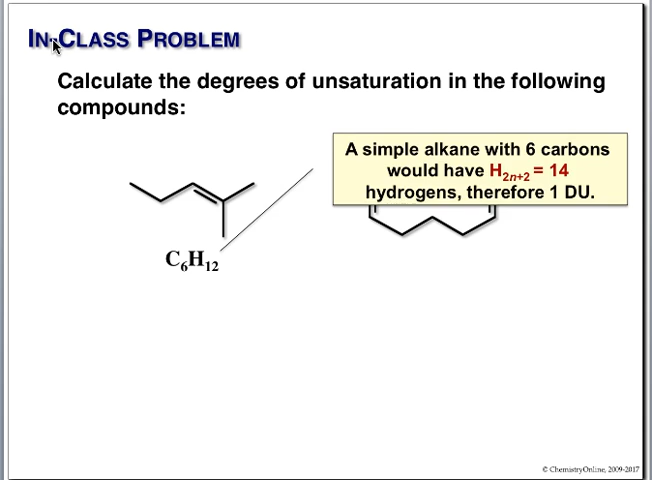 IN-CLASS PROBLEM
Calculate the degrees of unsaturation in the following
compounds:
A simple alkane with 6 carbons
would have H2n+2 = 14
hydrogens, therefore 1 DU.
C6H12
© ChemistryOnline, 2009-2017